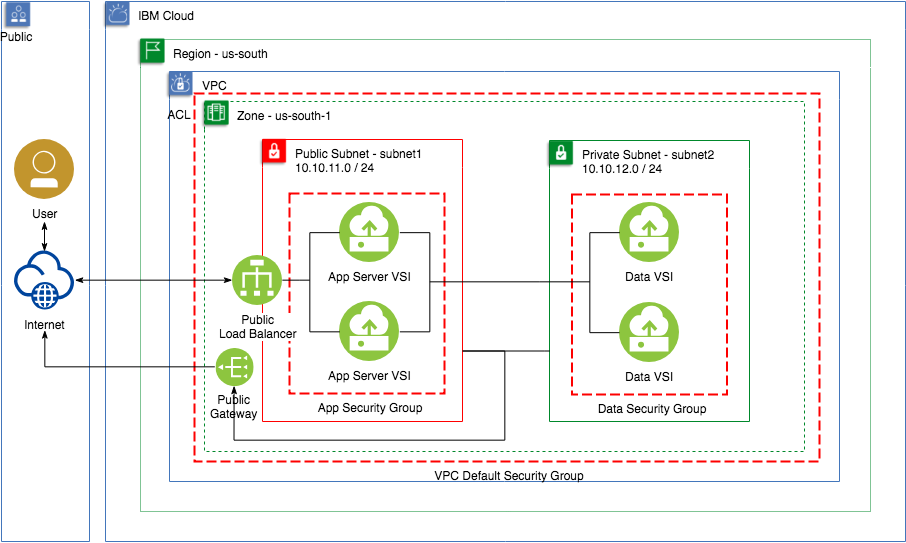 Public
IBM Cloud
Region - us-south
VPC
ACL
Zone - us-south-1
Public Subnet - subnet1
10.10.11.0 / 24
Private Subnet - subnet2
10.10.12.0 / 24
User
App Server VSI
Data VSI
Internet
Public
Load Balancer
App Server VSI
Data VSI
Public
Gateway
App Security Group
Data Security Group
VPC Default Security Group